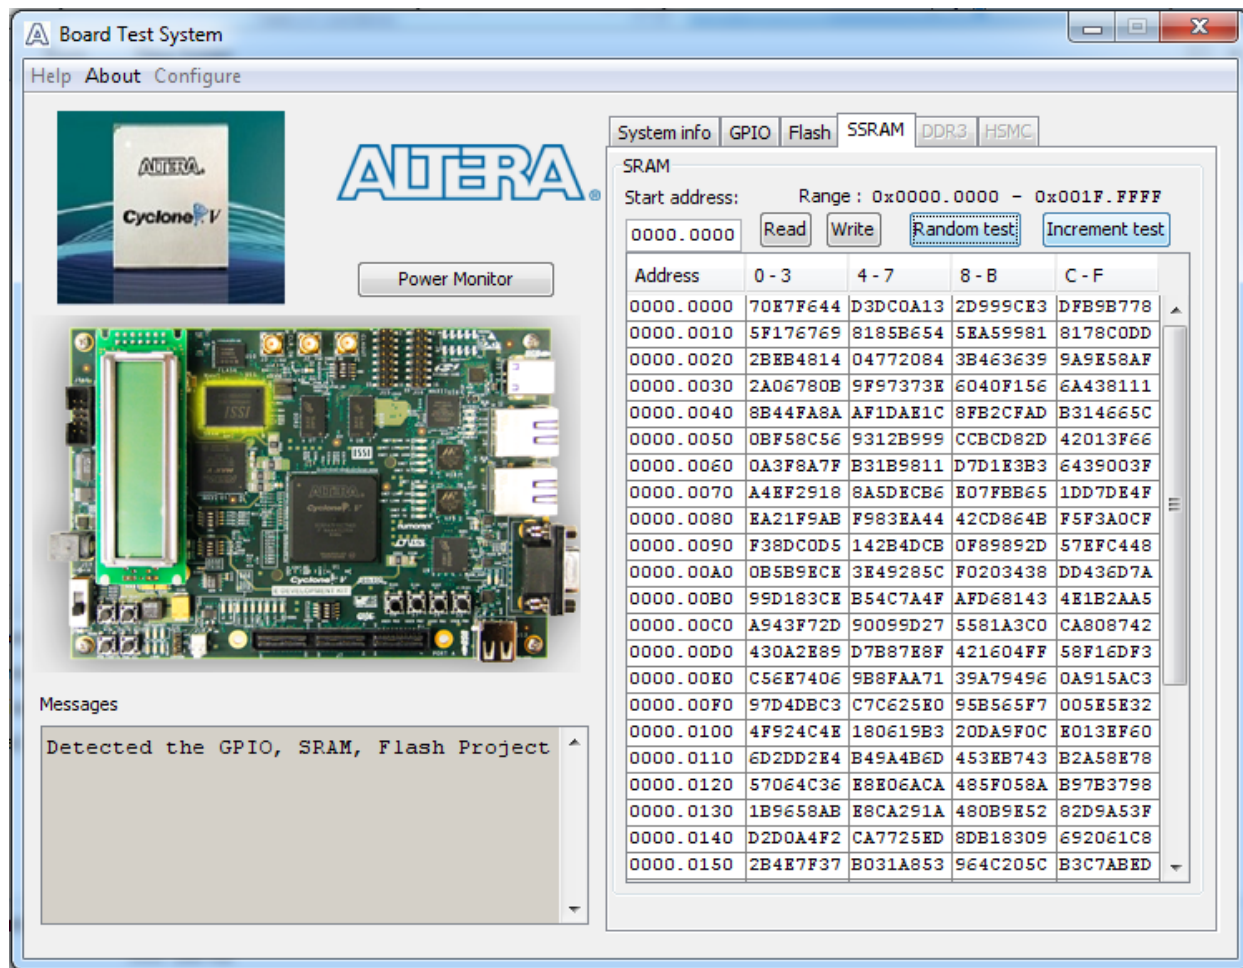 Board Test System
Help About Configure
ALTERA.
Cyclone V
ALTERA®
Power Monitor
ISSI
ISSI
ALTERA.
Cyclone V
Cyclone V
E DEVELOPMENT KIT
Messages
Detected the GPIO, SRAM, Flash Project
System info GPIO Flash SSRAM DDR3 HSMC
SRAM
Start address: Range : 0x0000.0000 - 0x001F.FFFF
0000.0000 Read Write Random test Increment test
Address 0 - 3 4 - 7 8 - B C - F
0000.0000 70E7F644 D3DC0A13 2D999CE3 DFB9B778
0000.0010 5F176769 8185B654 5EA59981 8178C0DD
0000.0020 2BEB4814 04772084 3B463639 9A9E58AF
0000.0030 2A06780B 9F97373E 6040F156 6A438111
0000.0040 8B44FA8A AF1DAE1C 8FB2CFAD B314665C
0000.0050 0BF58C56 9312B999 CCBCD82D 42013F66
0000.0060 0A3F8A7F B31B9811 D7D1E3B3 6439003F
0000.0070 A4EF2918 8A5DECB6 E07FBB65 1DD7DE4F
0000.0080 EA21F9AB F983EA44 42CD864B F5F3A0CF
0000.0090 F38DC0D5 142B4DCB 0F89892D 57EFC448
0000.00A0 0B5B9ECE 3E49285C F0203438 DD436D7A
0000.00B0 99D183CE B54C7A4F AFD68143 4E1B2AA5
0000.00C0 A943F72D 90099D27 5581A3C0 CA808742
0000.00D0 430A2E89 D7B87E8F 421604FF 58F16DF3
0000.00E0 C56E7406 9B8FAA71 39A79496 0A915AC3
0000.00F0 97D4DBC3 C7C625E0 95B565F7 005E5E32
0000.0100 4F924C4E 180619B3 20DA9F0C E013EF60
0000.0110 6D2DD2E4 B49A4B6D 453EB743 B2A58E78
0000.0120 57064C36 E8E06ACA 485F058A B97B3798
0000.0130 1B9658AB E8CA291A 480B9E52 82D9A53F
0000.0140 D2D0A4F2 CA7725ED 8DB18309 692061C8
0000.0150 2B4E7F37 B031A853 964C205C B3C7ABED